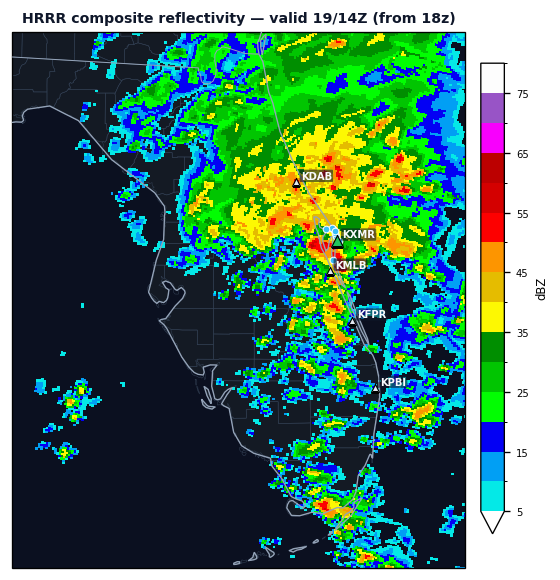 HRRR composite reflectivity — valid 19/14Z (from 18z)
KDAB
KXMR
KMLB
KFPR
KPBI
75
65
55
45
35
25
15
5
dBZ